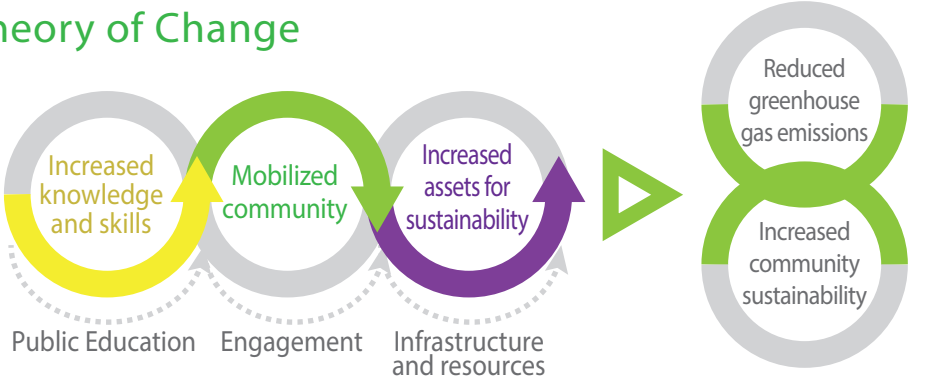 heory of Change
Increased
knowledge
and skills
Mobilized
community
Increased
assets for
sustainability
Reduced
greenhouse
gas emissions
Increased
community
sustainability
Public Education
Engagement
Infrastructure
and resources